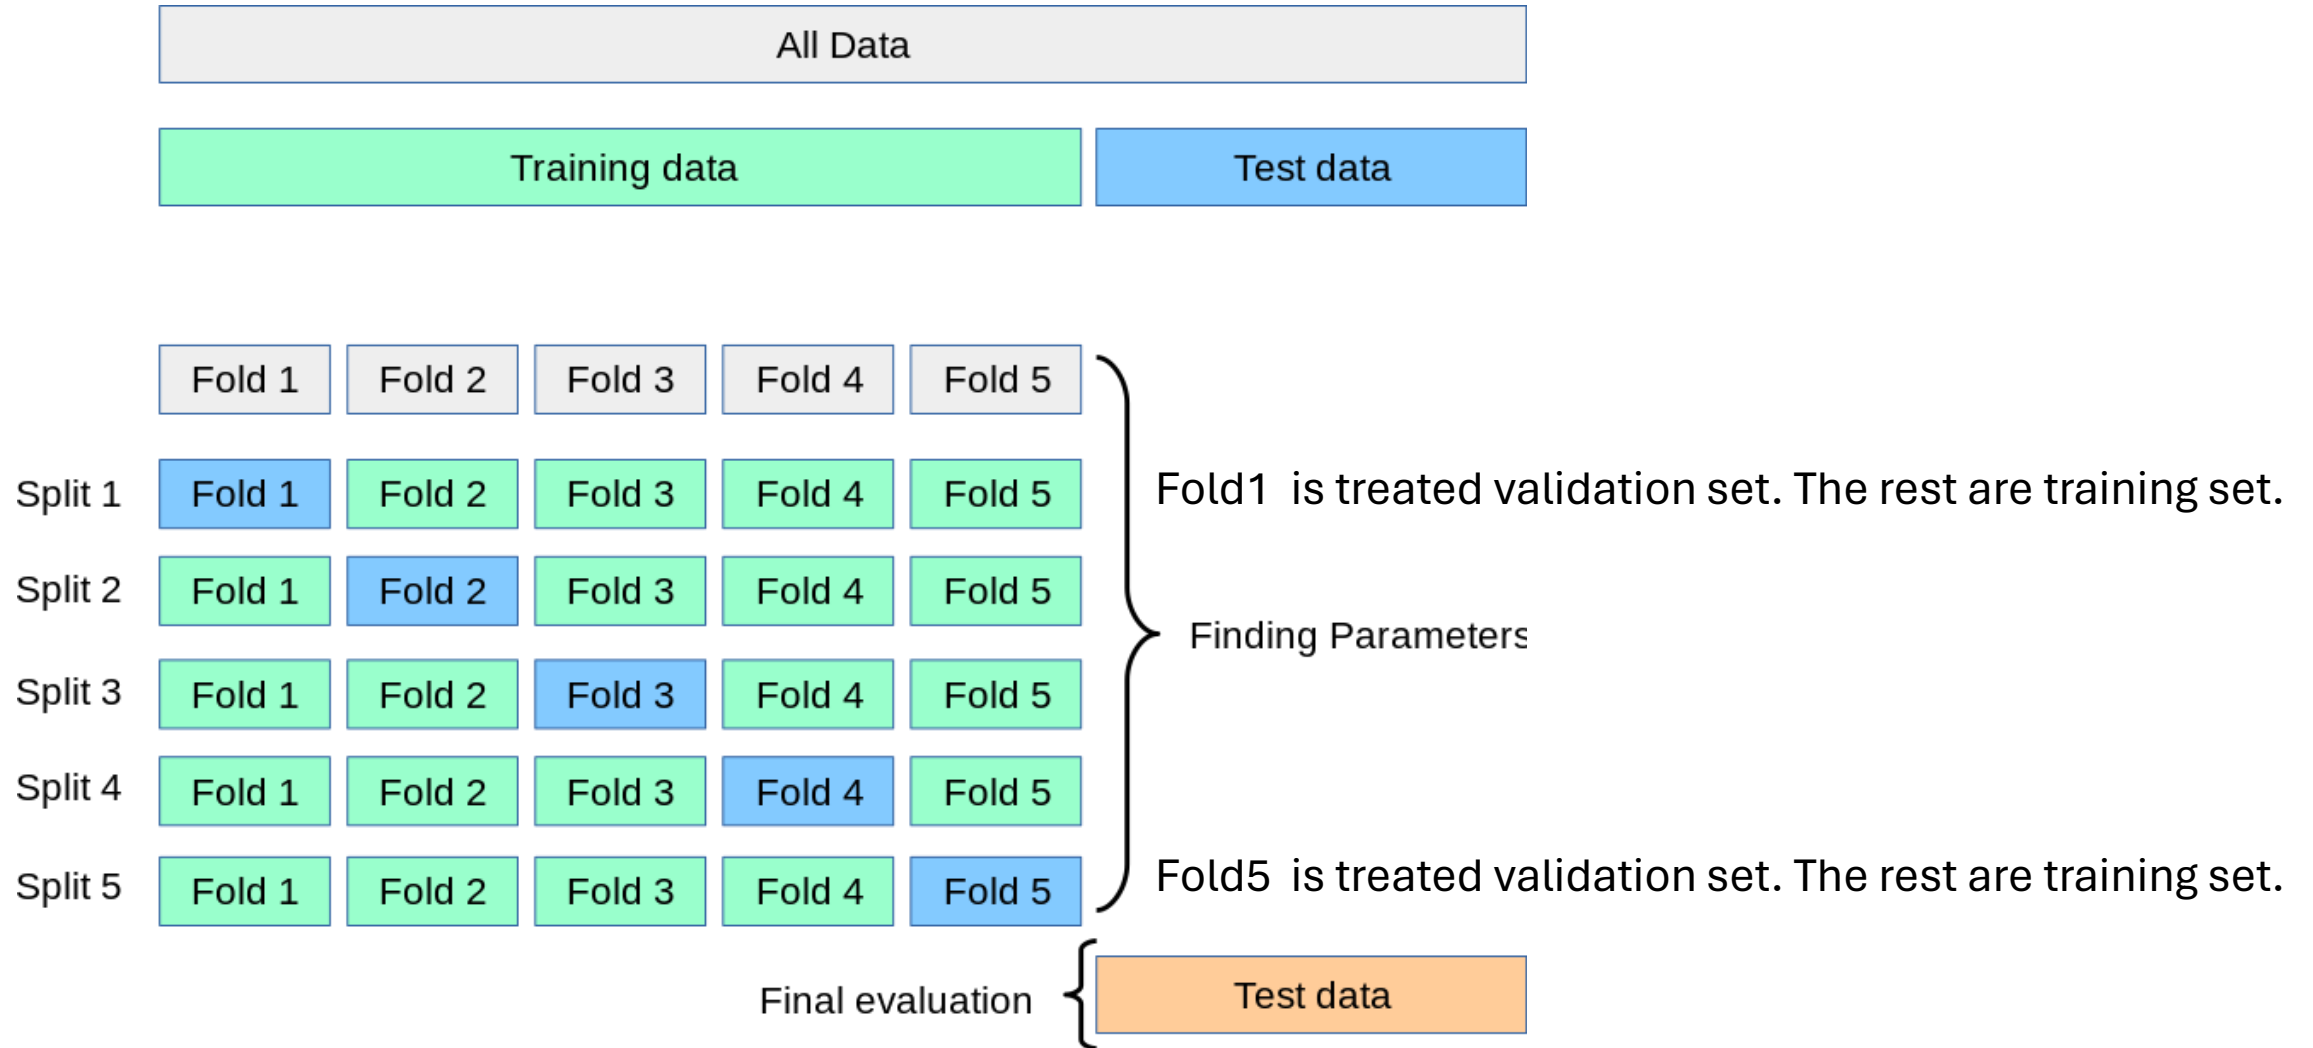 All Data
Training data Test data
Fold 1 Fold 2 Fold 3 Fold 4 Fold 5
Split 1 Fold 1 Fold 2 Fold 3 Fold 4 Fold 5 Fold1 is treated validation set. The rest are training set.
Split 2 Fold 1 Fold 2 Fold 3 Fold 4 Fold 5
Finding Parameters
Split 3 Fold 1 Fold 2 Fold 3 Fold 4 Fold 5
Split 4 Fold 1 Fold 2 Fold 3 Fold 4 Fold 5
Split 5 Fold 1 Fold 2 Fold 3 Fold 4 Fold 5 Fold5 is treated validation set. The rest are training set.
Final evaluation Test data